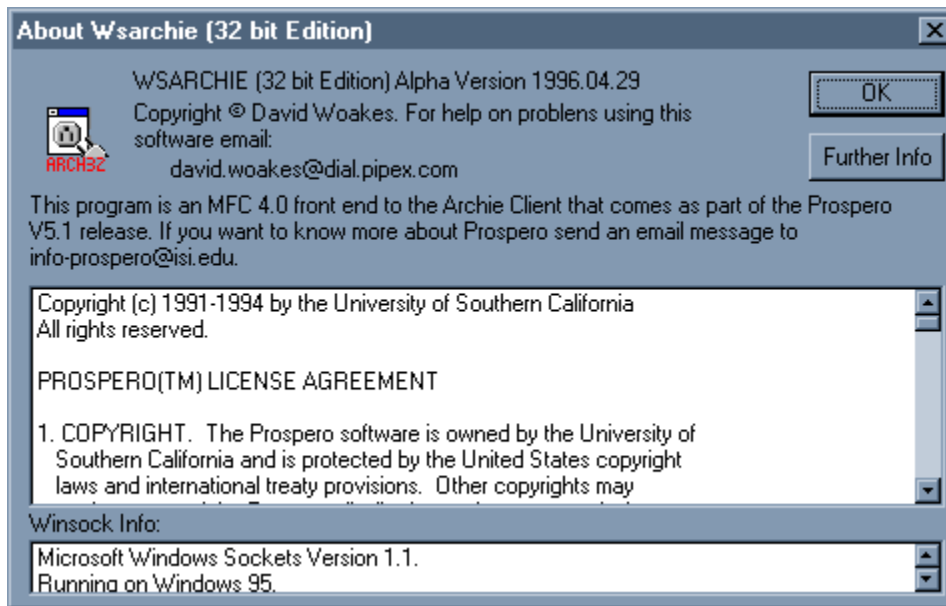 About Wsarchie (32 bit Edition)
WSARCHIE (32 bit Edition) Alpha Version 1996.04.29
Copyright © David Woakes. For help on problens using this
software email:
david.woakes@dial.pipex.com
OK
Further Info
ARCH32
This program is an MFC 4.0 front end to the Archie Client that comes as part of the Prospero
V5.1 release. If you want to know more about Prospero send an email message to
info-prospero@isi.edu.
Copyright (c) 1991-1994 by the University of Southern California
All rights reserved.
PROSPERO(TM) LICENSE AGREEMENT
1. COPYRIGHT.  The Prospero software is owned by the University of
Southern California and is protected by the United States copyright
laws and international treaty provisions.  Other copyrights may
Winsock Info:
Microsoft Windows Sockets Version 1.1.
Running on Windows 95.